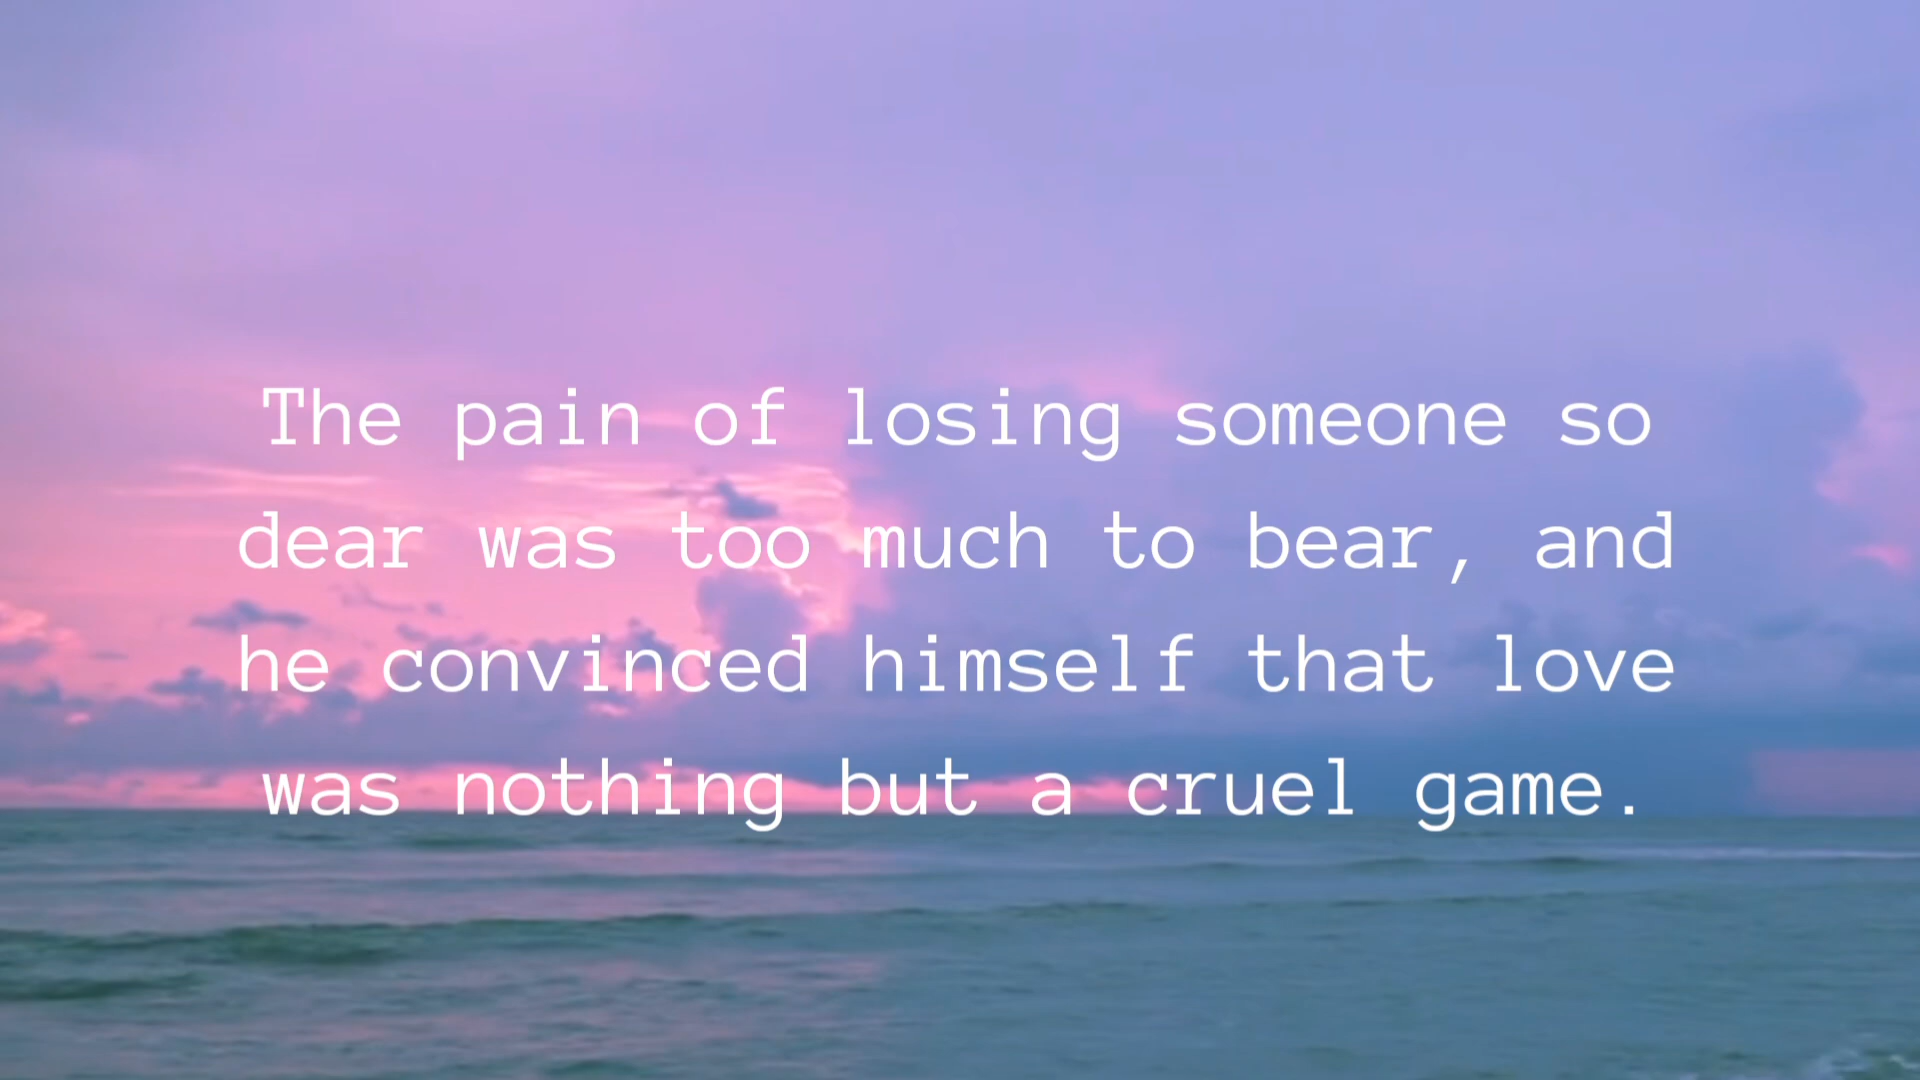 The pain of losing someone so
dear was too much to bear, and
he convinced himself that love
was nothing but a cruel game.